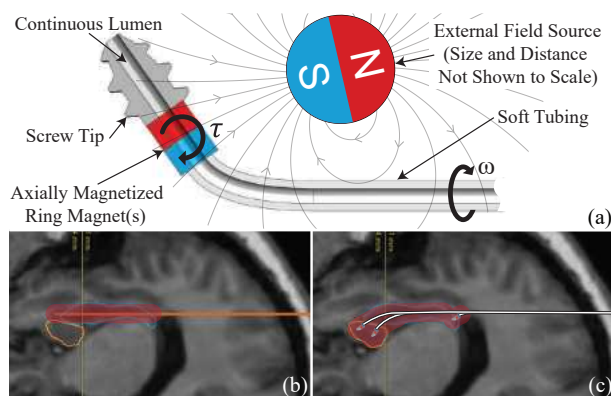 Continuous Lumen
External Field Source
(Size and Distance
Not Shown to Scale)
S N
Soft Tubing
Screw Tip
τ
Axially Magnetized
Ring Magnet(s)
ω
(a)
(b)
(c)